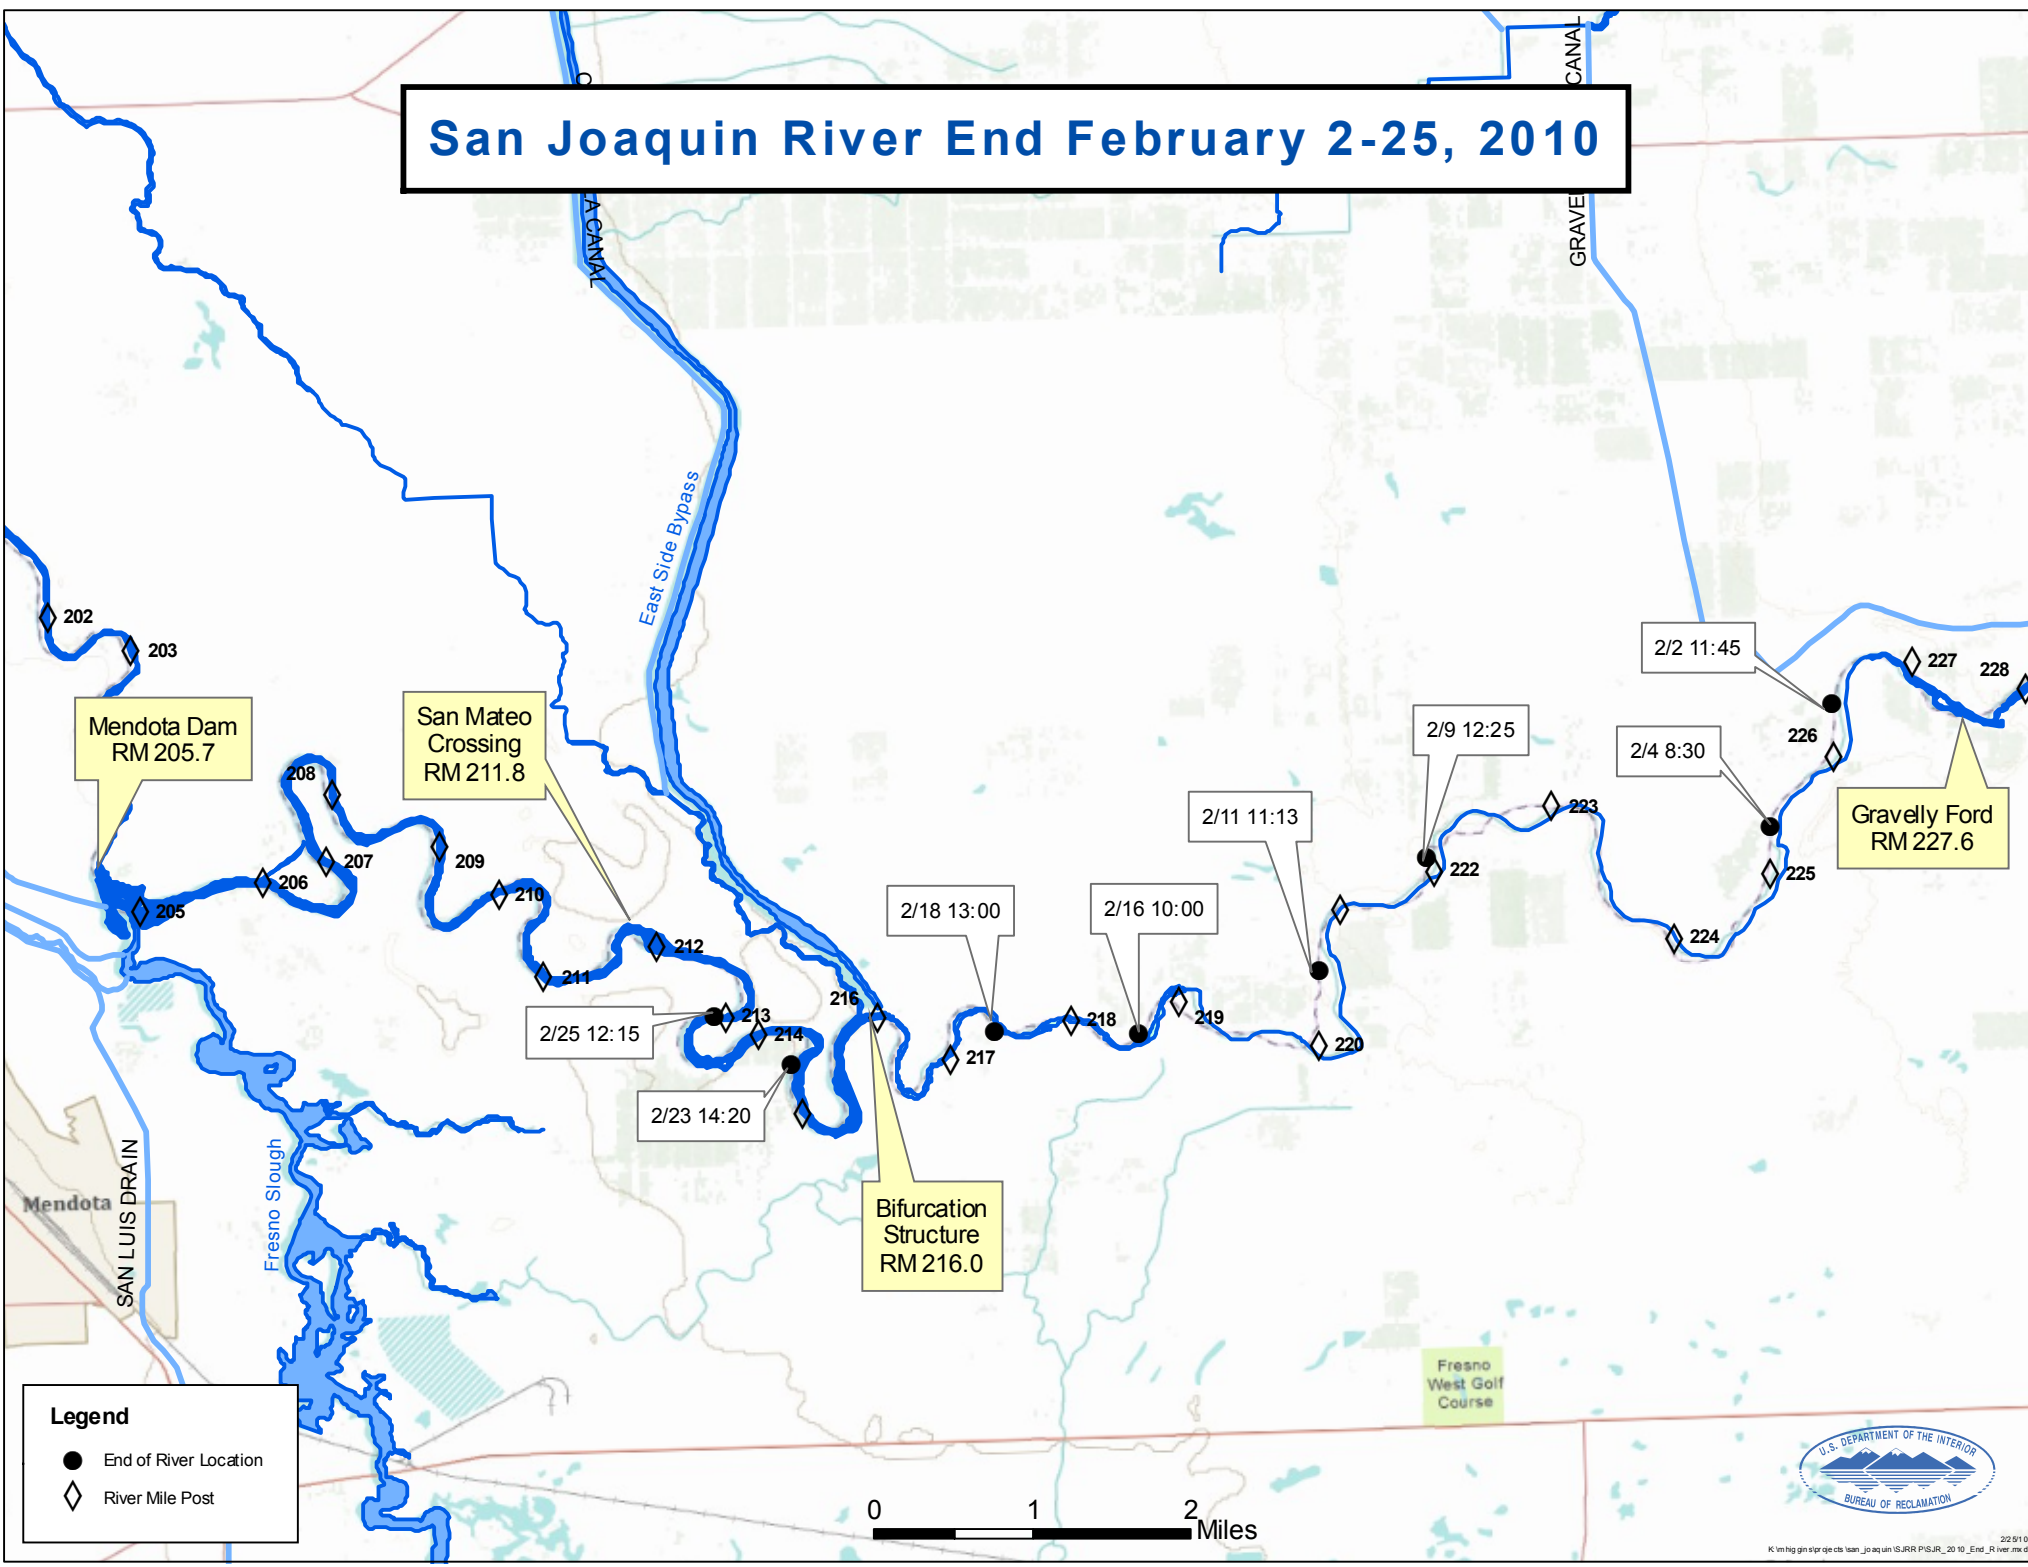 San Joaquin River End February 2-25, 2010
CANAL
GRAVE
A CANAL
East Side Bypass
202
203
Mendota Dam
RM 205.7
San Mateo
Crossing
RM 211.8
2/2 11:45
227
228
2/9 12:25
226
2/4 8:30
Gravelly Ford
RM 227.6
208
2/11 11:13
223
209
207
222
225
206
210
2/18 13:00
2/16 10:00
205
212
224
211
216
213
218
219
2/25 12:15
214
220
217
2/23 14:20
Bifurcation
Structure
RM 216.0
Mendota
SAN LUIS DRAIN
Fresno Slough
Fresno
West Golf
Course
Legend
End of River Location
River Mile Post
0 1 2
Miles
U.S. DEPARTMENT OF THE INTERIOR
BUREAU OF RECLAMATION
2/25/10